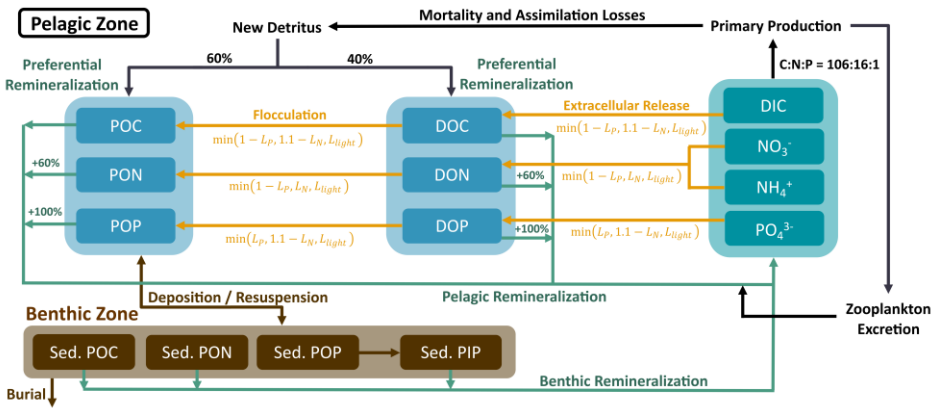 Pelagic Zone
New Detritus
Mortality and Assimilation Losses
Primary Production
60%
40%
C:N:P = 106:16:1
Preferential
Remineralization
Preferential
Remineralization
POC
Flocculation
min(1 − L_P, 1.1 − L_N, L_light)
DOC
Extracellular Release
min(1 − L_P, 1.1 − L_N, L_light)
DIC
NO₃⁻
+60%
PON
min(1 − L_P, L_N, L_light)
DON
+60%
min(1 − L_P, L_N, L_light)
NH₄⁺
+100%
POP
min(L_P, 1.1 − L_N, L_light)
DOP
+100%
min(L_P, 1.1 − L_N, L_light)
PO₄³⁻
Deposition / Resuspension
Pelagic Remineralization
Zooplankton
Excretion
Benthic Zone
Sed. POC
Sed. PON
Sed. POP
Sed. PIP
Benthic Remineralization
Burial